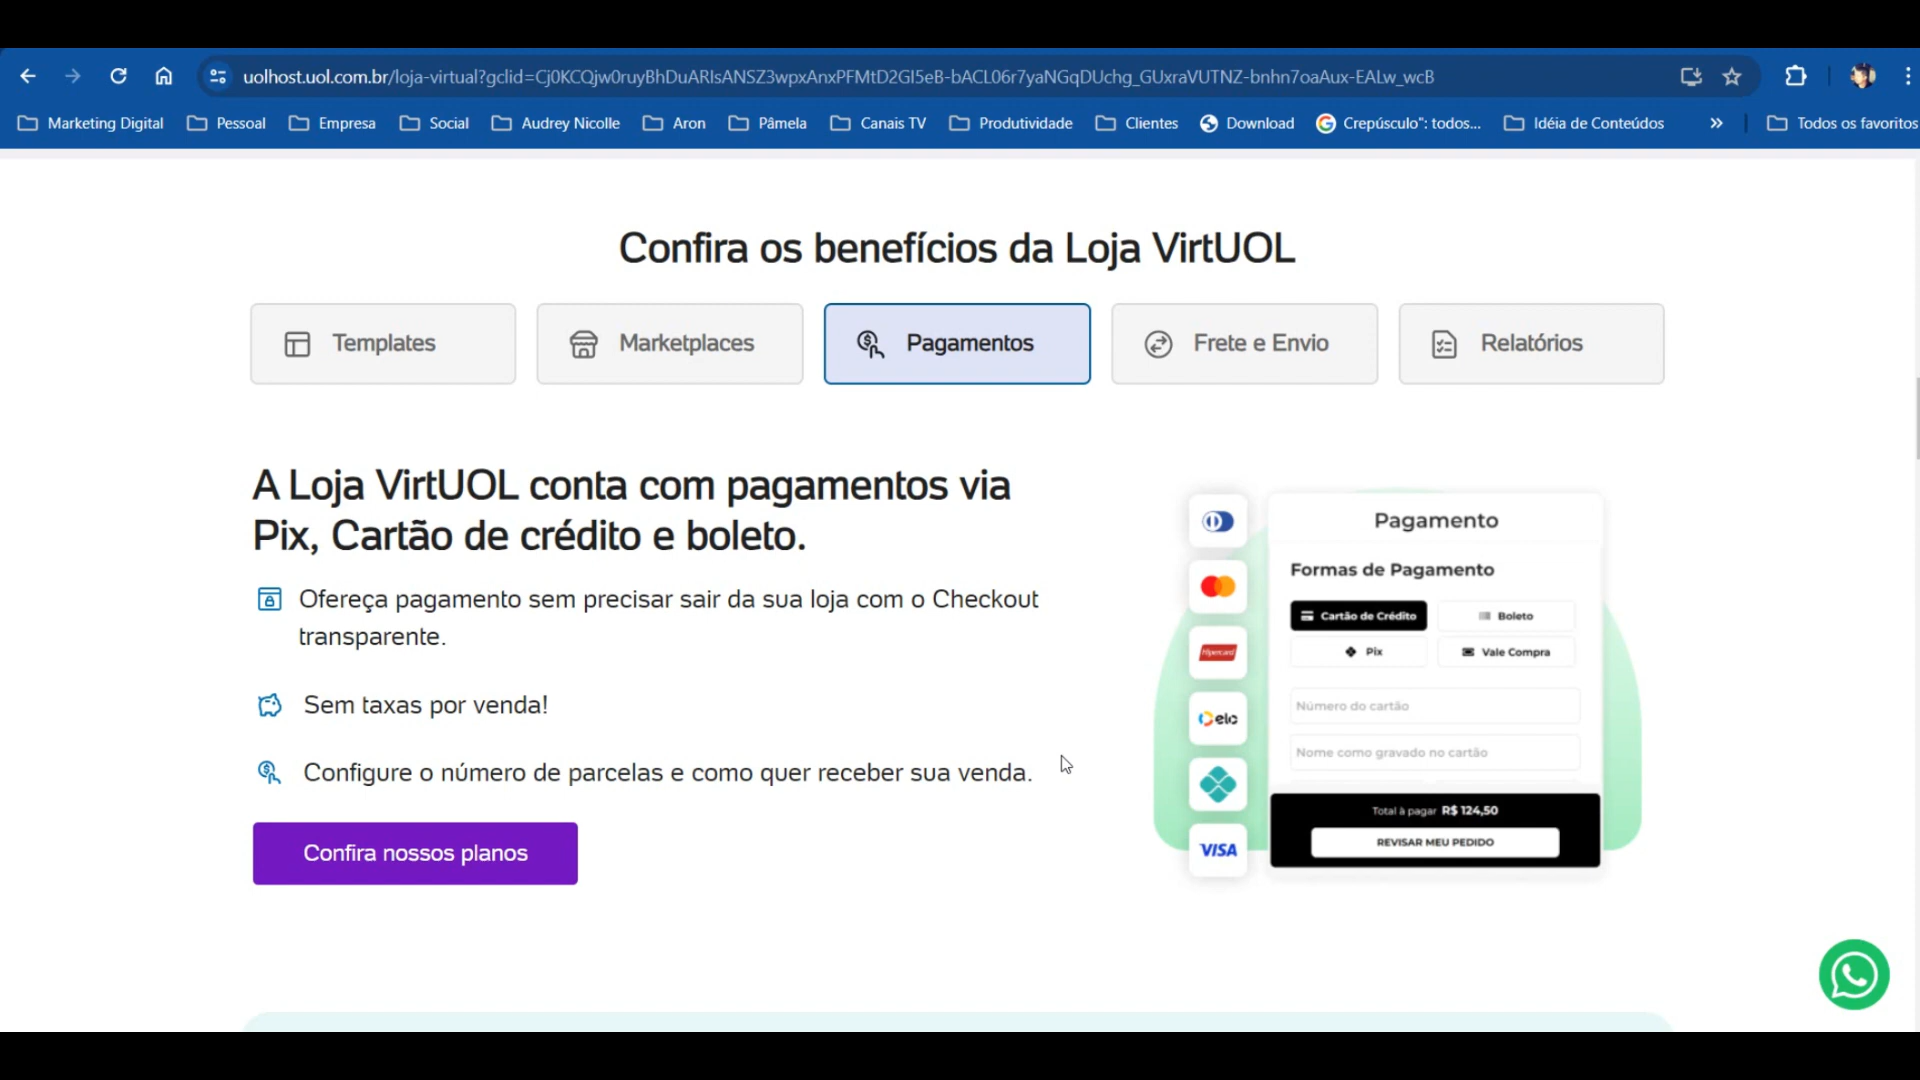 uolhost.uol.com.br/loja-virtual?gclid=Cj0KCQjw0ruyBhDuARIsANSZ3wpxAnxPFMtD2GI5eB-bACL06r7yaNGqDUchg_GUxraVUTNZ-bnhn7oaAux-EALw_wcB
Marketing Digital Pessoal Empresa Social Audrey Nicolle Aron Pâmela Canais TV Produtividade Clientes Download Crepúsculo": todos... Idéia de Conteúdos » Todos os favoritos
Confira os benefícios da Loja VirtUOL
Templates Marketplaces Pagamentos Frete e Envio Relatórios
A Loja VirtUOL conta com pagamentos via
Pix, Cartão de crédito e boleto.
Ofereça pagamento sem precisar sair da sua loja com o Checkout
transparente.
Sem taxas por venda!
Configure o número de parcelas e como quer receber sua venda.
Confira nossos planos
Hipercard
elo
VISA
Pagamento
Formas de Pagamento
Cartão de Crédito Boleto
Pix Vale Compra
Número do cartão
Nome como gravado no cartão
Total à pagar R$ 124,50
REVISAR MEU PEDIDO